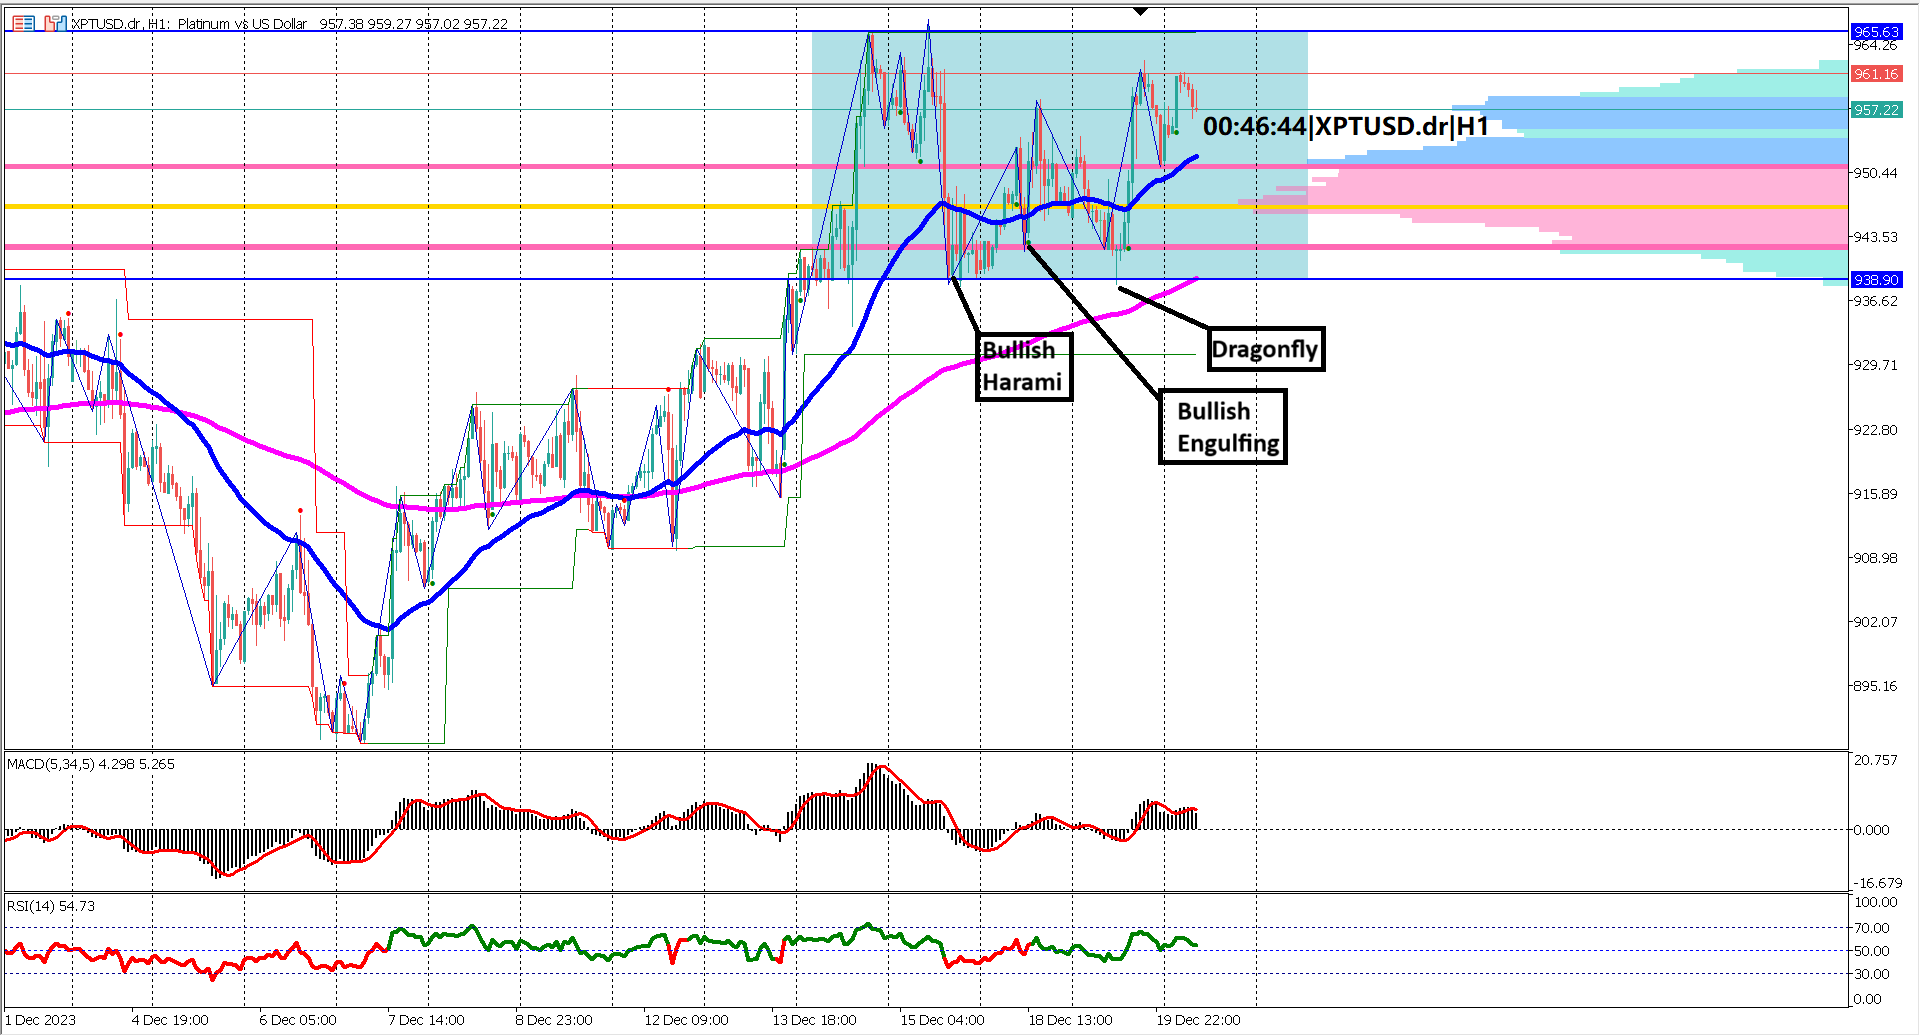 XPTUSD.dr, H1: Platinum vs US Dollar 957.38 959.27 957.02 957.22
965.63
964.26
961.16
957.22
00:46:44|XPTUSD.dr|H1
950.44
943.53
938.90
936.62
Bullish
Harami
Dragonfly
929.71
Bullish
Engulfing
922.80
915.89
908.98
902.07
895.16
MACD(5,34,5) 4.298 5.265
20.757
0.000
-16.679
RSI(14) 54.73
100.00
70.00
50.00
30.00
0.00
1 Dec 2023
4 Dec 19:00
6 Dec 05:00
7 Dec 14:00
8 Dec 23:00
12 Dec 09:00
13 Dec 18:00
15 Dec 04:00
18 Dec 13:00
19 Dec 22:00